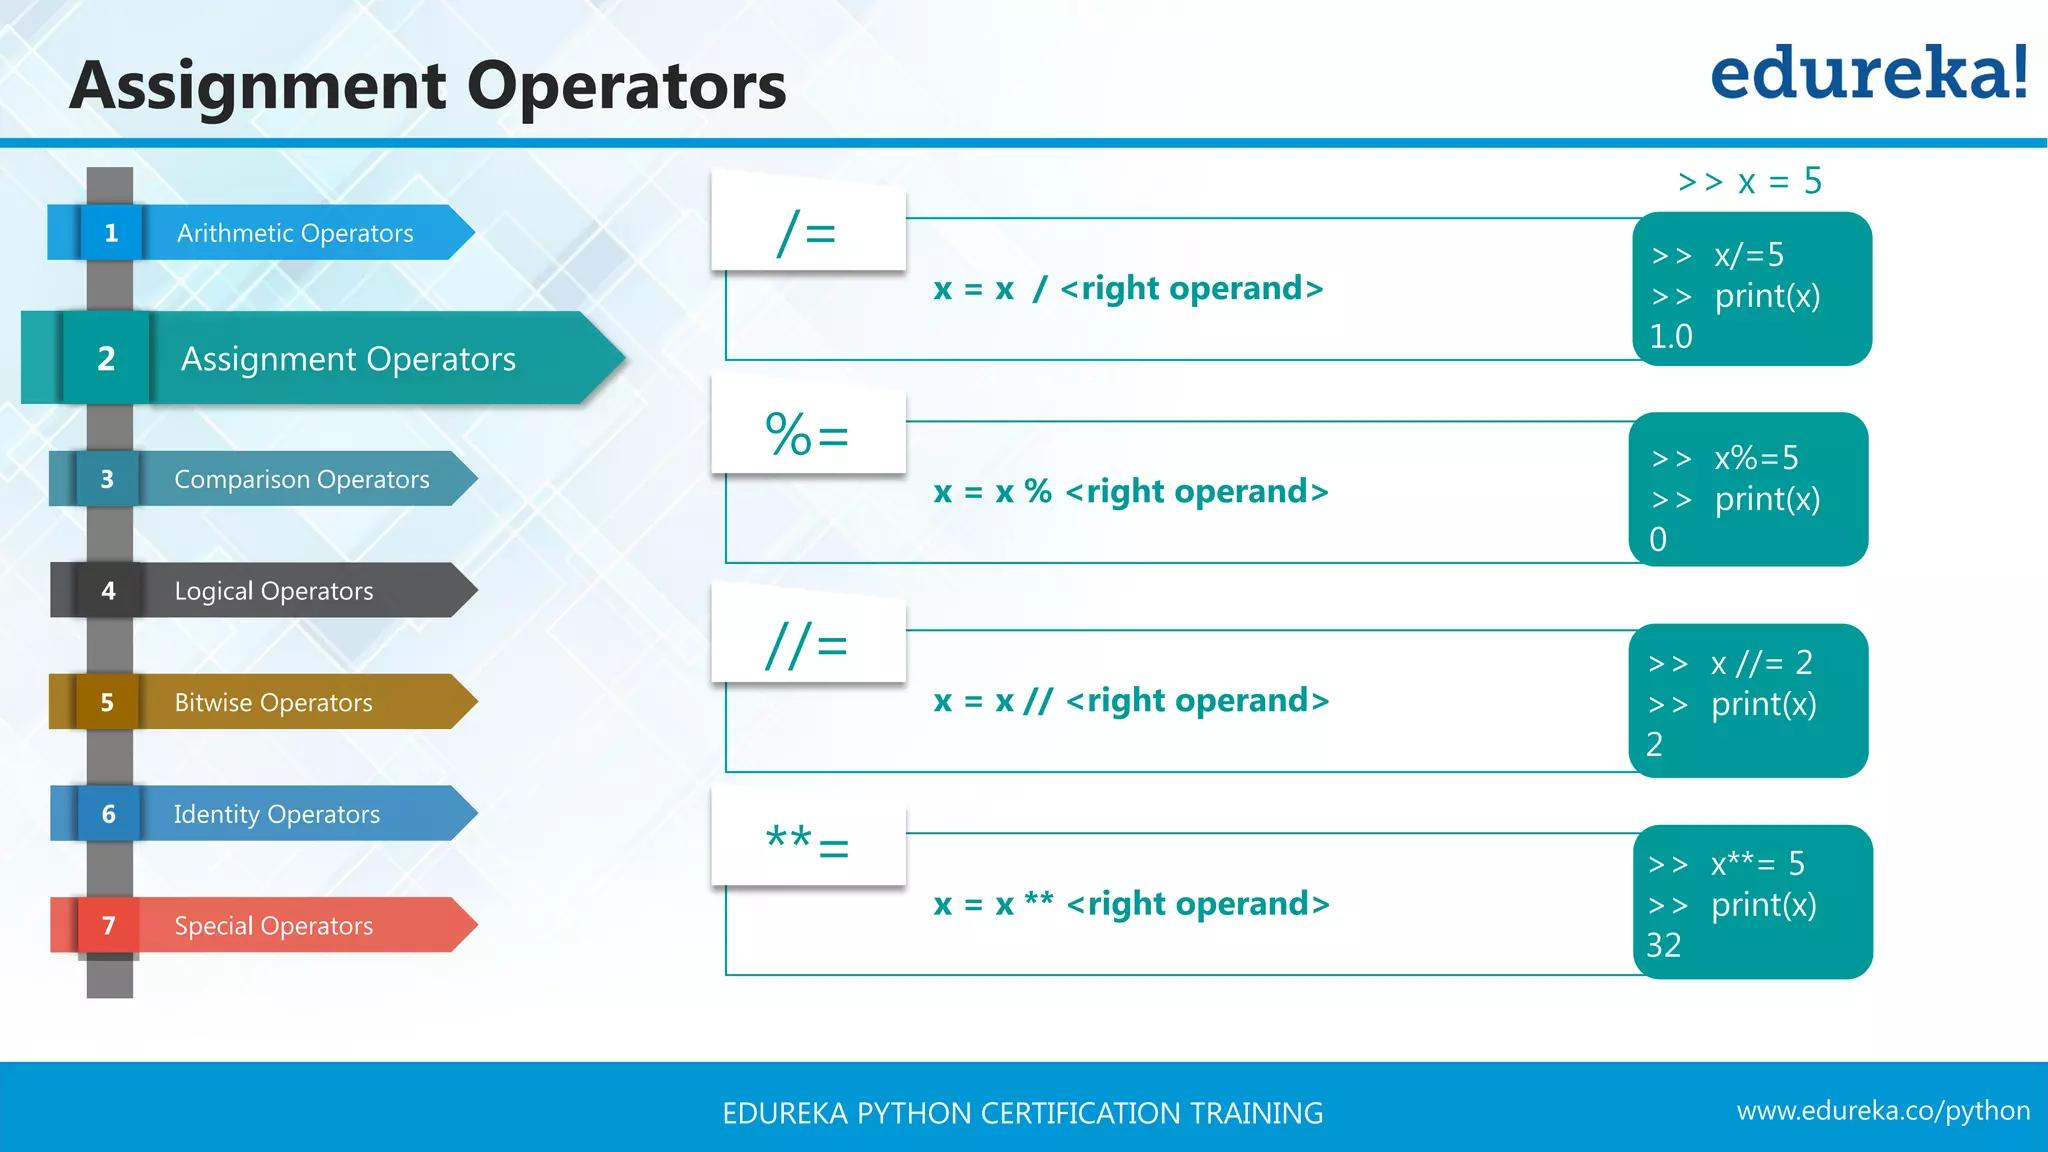 Assignment Operators
edureka!
1 Arithmetic Operators
2 Assignment Operators
3 Comparison Operators
4 Logical Operators
5 Bitwise Operators
6 Identity Operators
7 Special Operators
>> x = 5
/=
x = x / <right operand>
>> x/=5
>> print(x)
1.0
%=
x = x % <right operand>
>> x%=5
>> print(x)
0
//=
x = x // <right operand>
>> x //= 2
>> print(x)
2
**=
x = x ** <right operand>
>> x**= 5
>> print(x)
32
EDUREKA PYTHON CERTIFICATION TRAINING
www.edureka.co/python